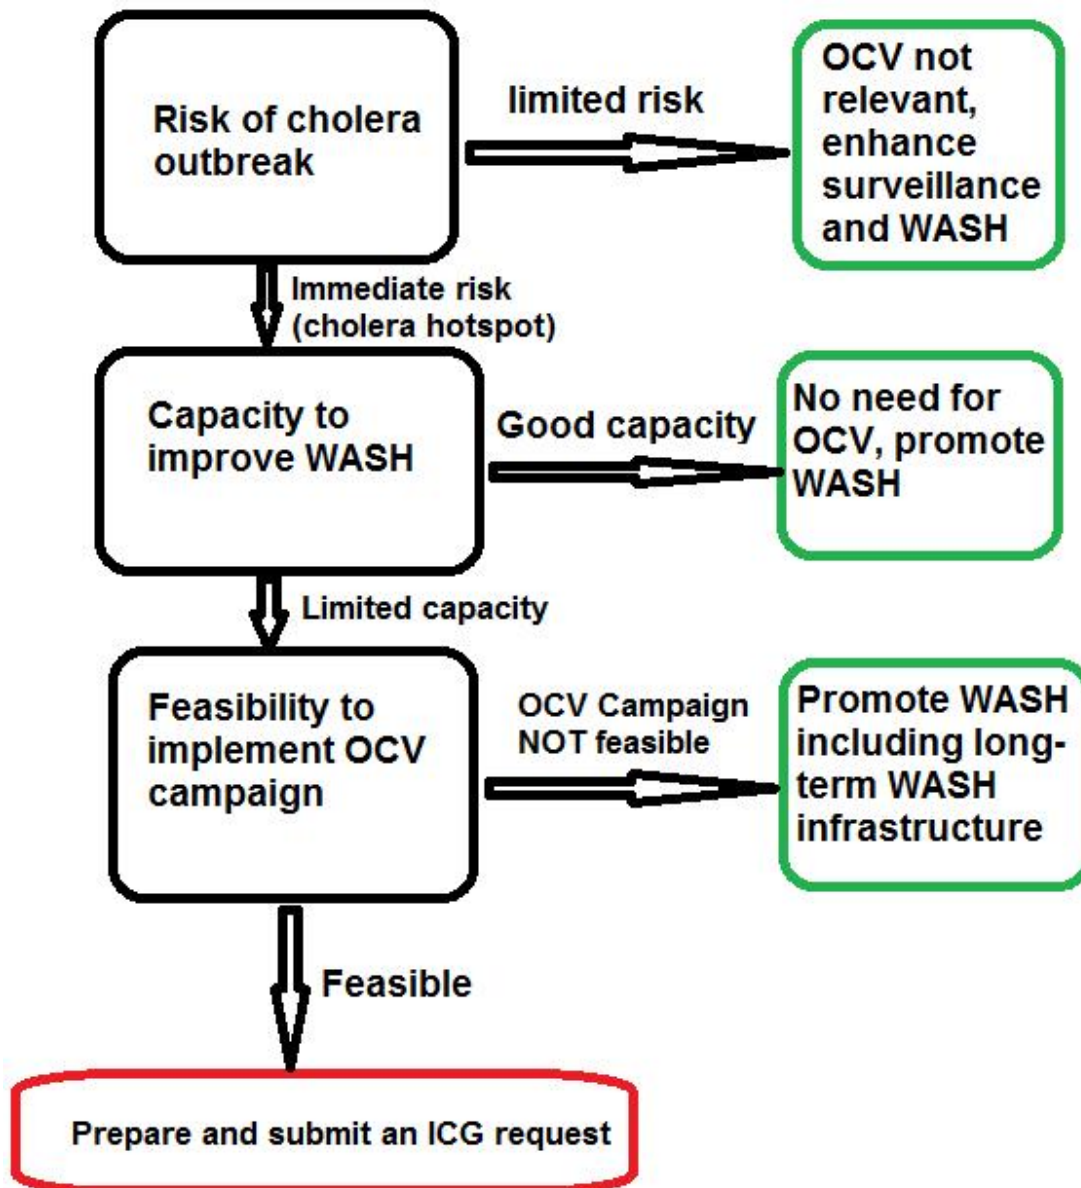 Risk of cholera
outbreak
limited risk
OCV not
relevant,
enhance
surveillance
and WASH
Immediate risk
(cholera hotspot)
Capacity to
improve WASH
Good capacity
No need for
OCV, promote
WASH
Limited capacity
Feasibility to
implement OCV
campaign
OCV Campaign
NOT feasible
Promote WASH
including long-
term WASH
infrastructure
Feasible
Prepare and submit an ICG request